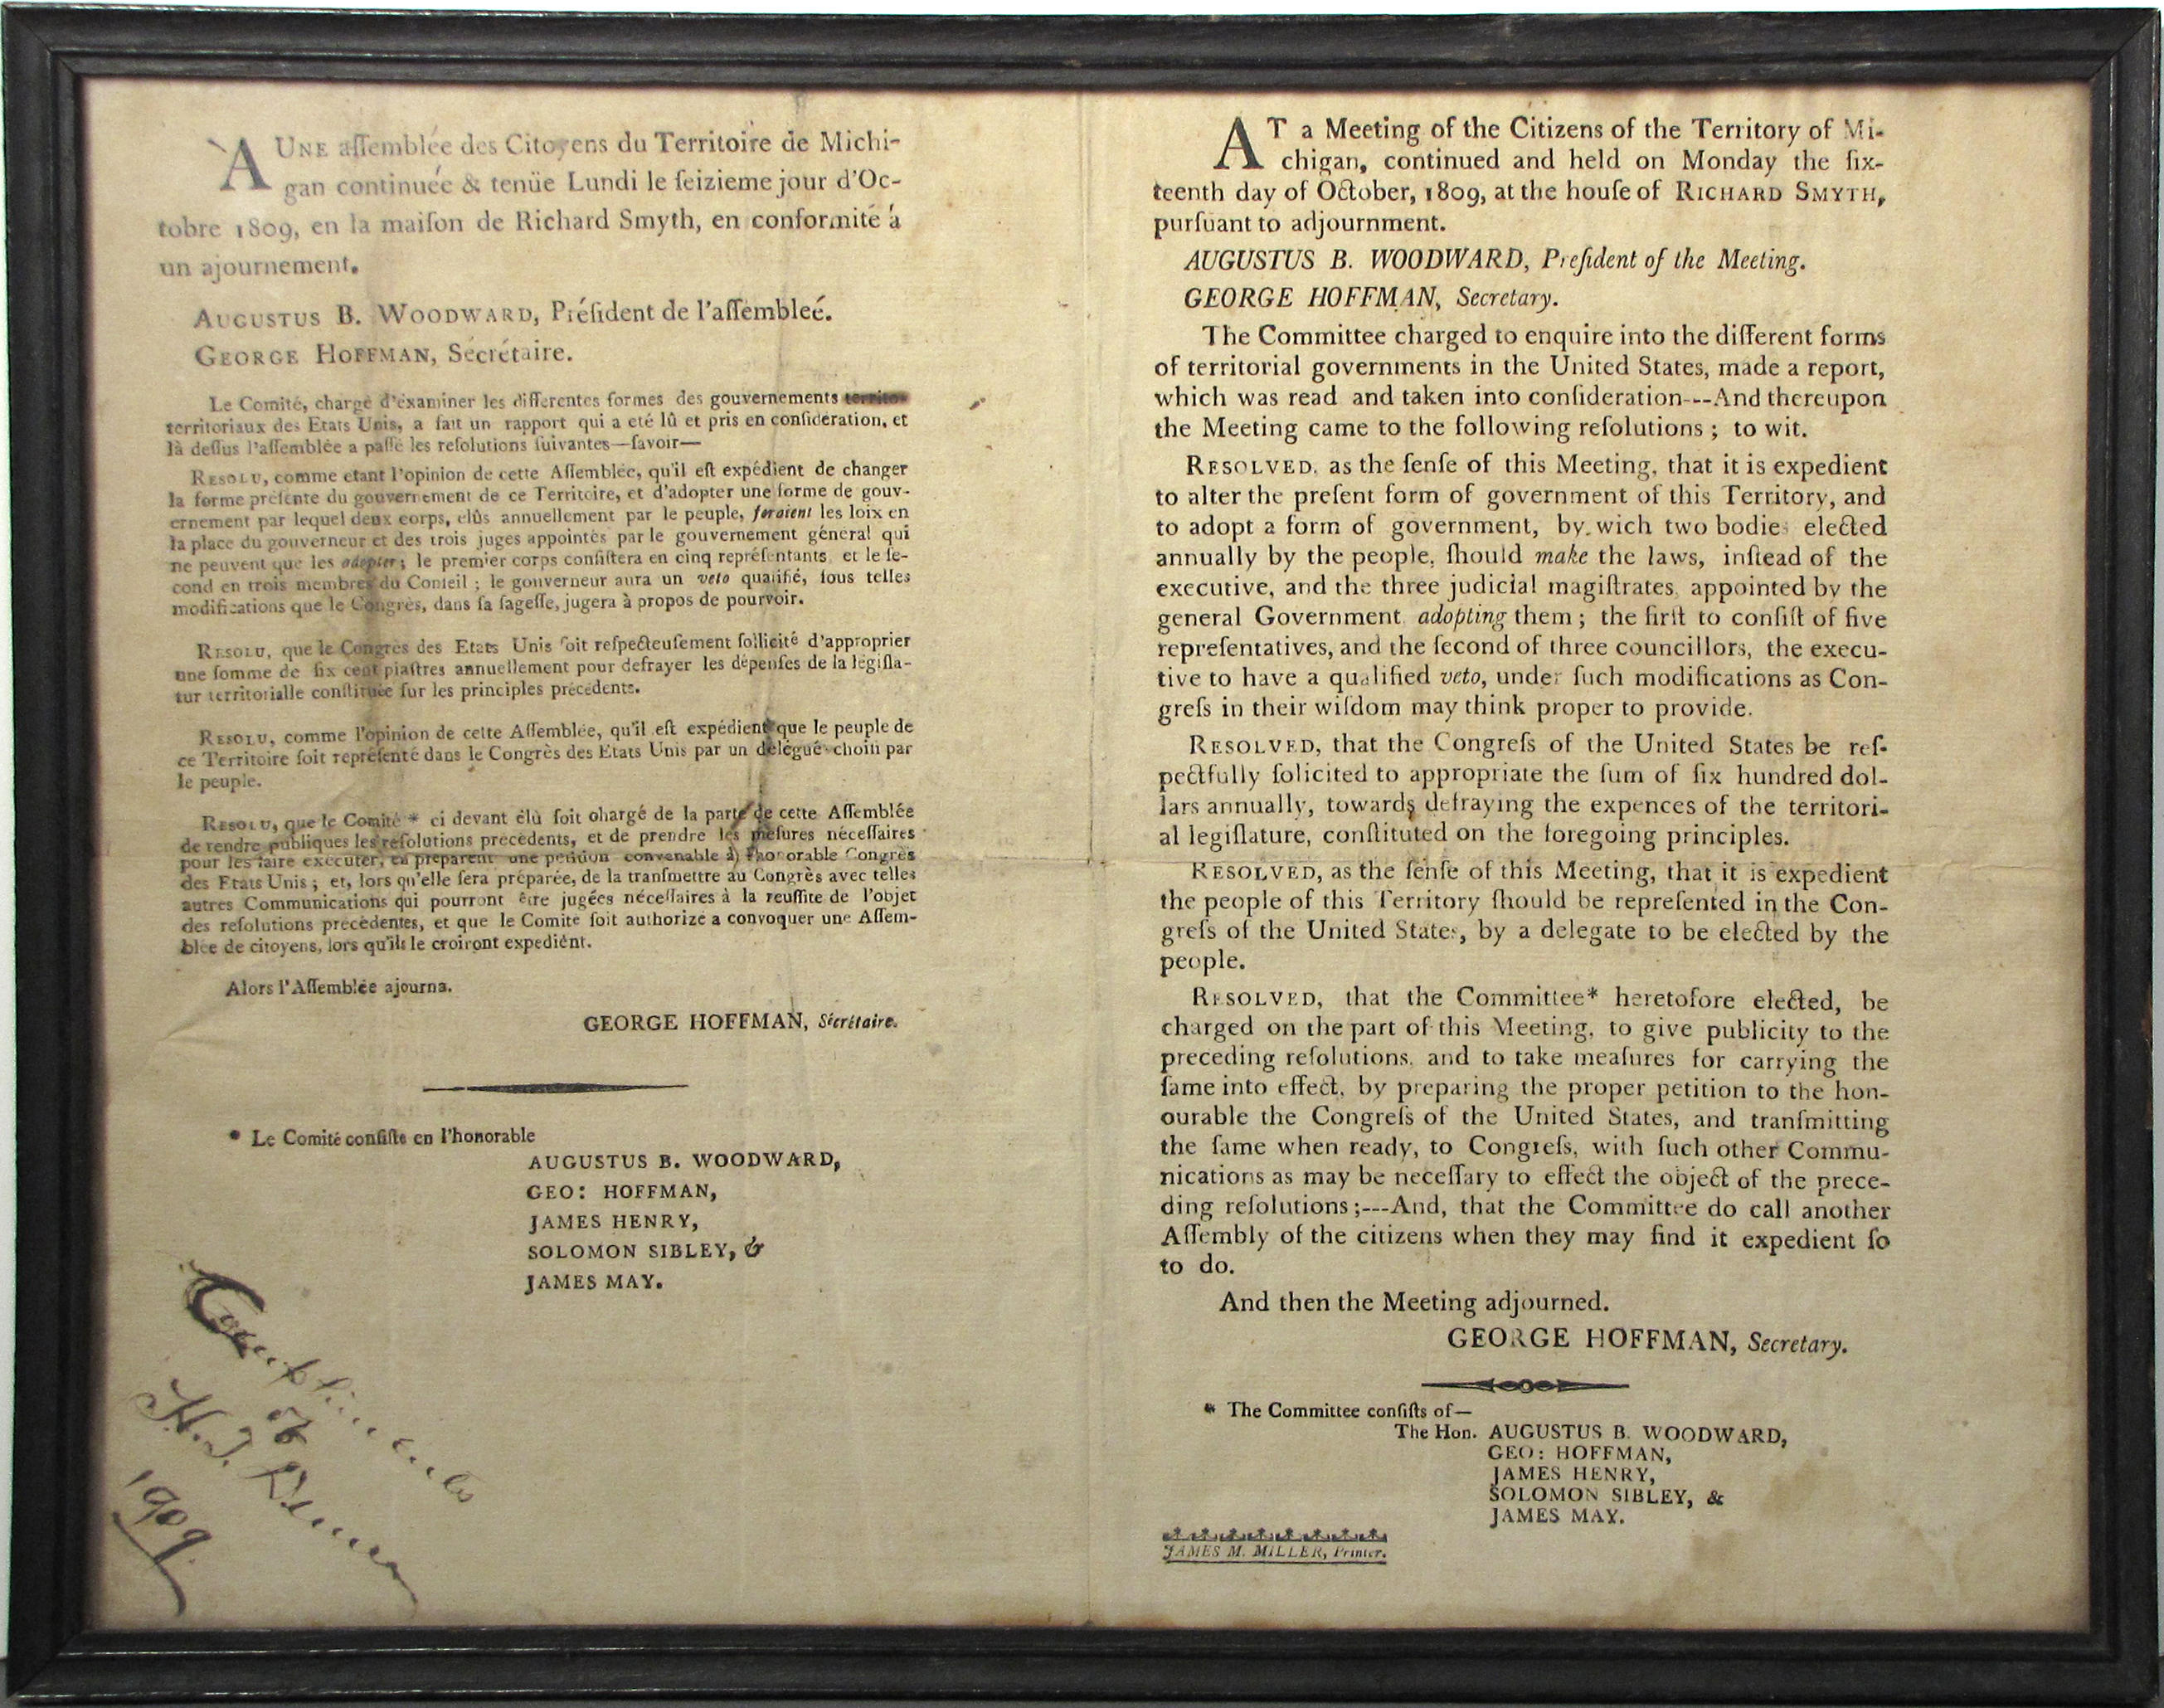 'A UNE aſſemblée des Citoyens du Territoire de Michi-
gan continuée & tenüe Lundi le ſeizieme jour d'Oc-
tobre 1809, en la maiſon de Richard Smyth, en conformité à
un ajournement.
AUGUSTUS B. WOODWARD, Préſident de l'aſſembleé.
GEORGE HOFFMAN, Sécrétaire.
Le Comité, chargé d'éxaminer les differentes formes des gouvernements
territoriaux des Etats Unis, a fait un rapport qui a eté lû et pris en conſideration, et
là deſſus l'aſſemblée a paſſé les reſolutions ſuivantes—ſavoir—
RESOLU, comme etant l'opinion de cette Aſſemblée, qu'il eſt expédient de changer
la forme preſente du gouvernement de ce Territoire, et d'adopter une forme de gouv-
ernement par lequel deux corps, elûs annuellement par le peuple, feraient les loix en
la place du gouverneur et des trois juges appointés par le gouvernement géneral qui
ne peuvent que les adopter; le premier corps conſiſtera en cinq repréſentants et le ſe-
cond en trois membres du Conſeil; le gouverneur aura un veto qualifié, ſous telles
modifications que le Congrès, dans ſa ſageſſe, jugera à propos de pourvoir.
RESOLU, que le Congrès des Etats Unis ſoit reſpecteuſement ſollicité d'approprier
une ſomme de ſix cent piaſtres annuellement pour defrayer les dépenſes de la legiſla-
tur territorialle conſtituée ſur les principles précédents.
RESOLU, comme l'opinion de cette Aſſemblée, qu'il eſt expédient que le peuple de
ce Territoire ſoit repréſenté dans le Congrès des Etats Unis par un délégué choiſi par
le peuple.
RESOLU, que le Comité * ci devant élù ſoit ohargé de la parte de cette Aſſemblée
de rendre publiques les réſolutions précédents, et de prendre les méſures néceſſaires
pour les faire executer, en préparent une petition convenable à l'honorable Congrès
des Etats Unis; et, lors qu'elle ſera préparée, de la tranſmettre au Congrès avec telles
autres Communications qui pourront être jugées néceſſaires à la reuſſite de l'objet
des reſolutions précédentes, et que le Comité ſoit authorizé a convoquer une Aſſem-
blée de citoyens, lors qu'ils le croiront expediént.
Alors l'Aſſemblée ajourna.
GEORGE HOFFMAN, Sécrétaire.
* Le Comité conſiſte en l'honorable
AUGUSTUS B. WOODWARD,
GEO: HOFFMAN,
JAMES HENRY,
SOLOMON SIBLEY, &
JAMES MAY.
Compliments
of
H. J.
1909
AT a Meeting of the Citizens of the Territory of Mi-
chigan, continued and held on Monday the ſix-
teenth day of October, 1809, at the houſe of RICHARD SMYTH,
purſuant to adjournment.
AUGUSTUS B. WOODWARD, Preſident of the Meeting.
GEORGE HOFFMAN, Secretary.
The Committee charged to enquire into the different forms
of territorial governments in the United States, made a report,
which was read and taken into conſideration---And thereupon
the Meeting came to the following reſolutions; to wit.
RESOLVED, as the ſenſe of this Meeting, that it is expedient
to alter the preſent form of government of this Territory, and
to adopt a form of government, by wich two bodies elected
annually by the people, ſhould make the laws, inſtead of the
executive, and the three judicial magiſtrates, appointed by the
general Government adopting them; the firſt to conſiſt of five
repreſentatives, and the ſecond of three councillors, the execu-
tive to have a qualified veto, under ſuch modifications as Con-
greſs in their wiſdom may think proper to provide.
RESOLVED, that the Congreſs of the United States be reſ-
pectfully ſolicited to appropriate the ſum of ſix hundred dol-
lars annually, towards defraying the expences of the territori-
al legiſlature, conſtituted on the foregoing principles.
RESOLVED, as the ſenſe of this Meeting, that it is expedient
the people of this Territory ſhould be repreſented in the Con-
greſs of the United States, by a delegate to be elected by the
people.
RESOLVED, that the Committee* heretofore elected, be
charged on the part of this Meeting, to give publicity to the
preceding reſolutions, and to take meaſures for carrying the
ſame into effect, by preparing the proper petition to the hon-
ourable the Congreſs of the United States, and tranſmitting
the ſame when ready, to Congreſs, with ſuch other Commu-
nications as may be neceſſary to effect the object of the prece-
ding reſolutions;---And, that the Committee do call another
Aſſembly of the citizens when they may find it expedient ſo
to do.
And then the Meeting adjourned.
GEORGE HOFFMAN, Secretary.
* The Committee conſiſts of—
The Hon. AUGUSTUS B. WOODWARD,
GEO: HOFFMAN,
JAMES HENRY,
SOLOMON SIBLEY, &
JAMES MAY.
JAMES M. MILLER, Printer.